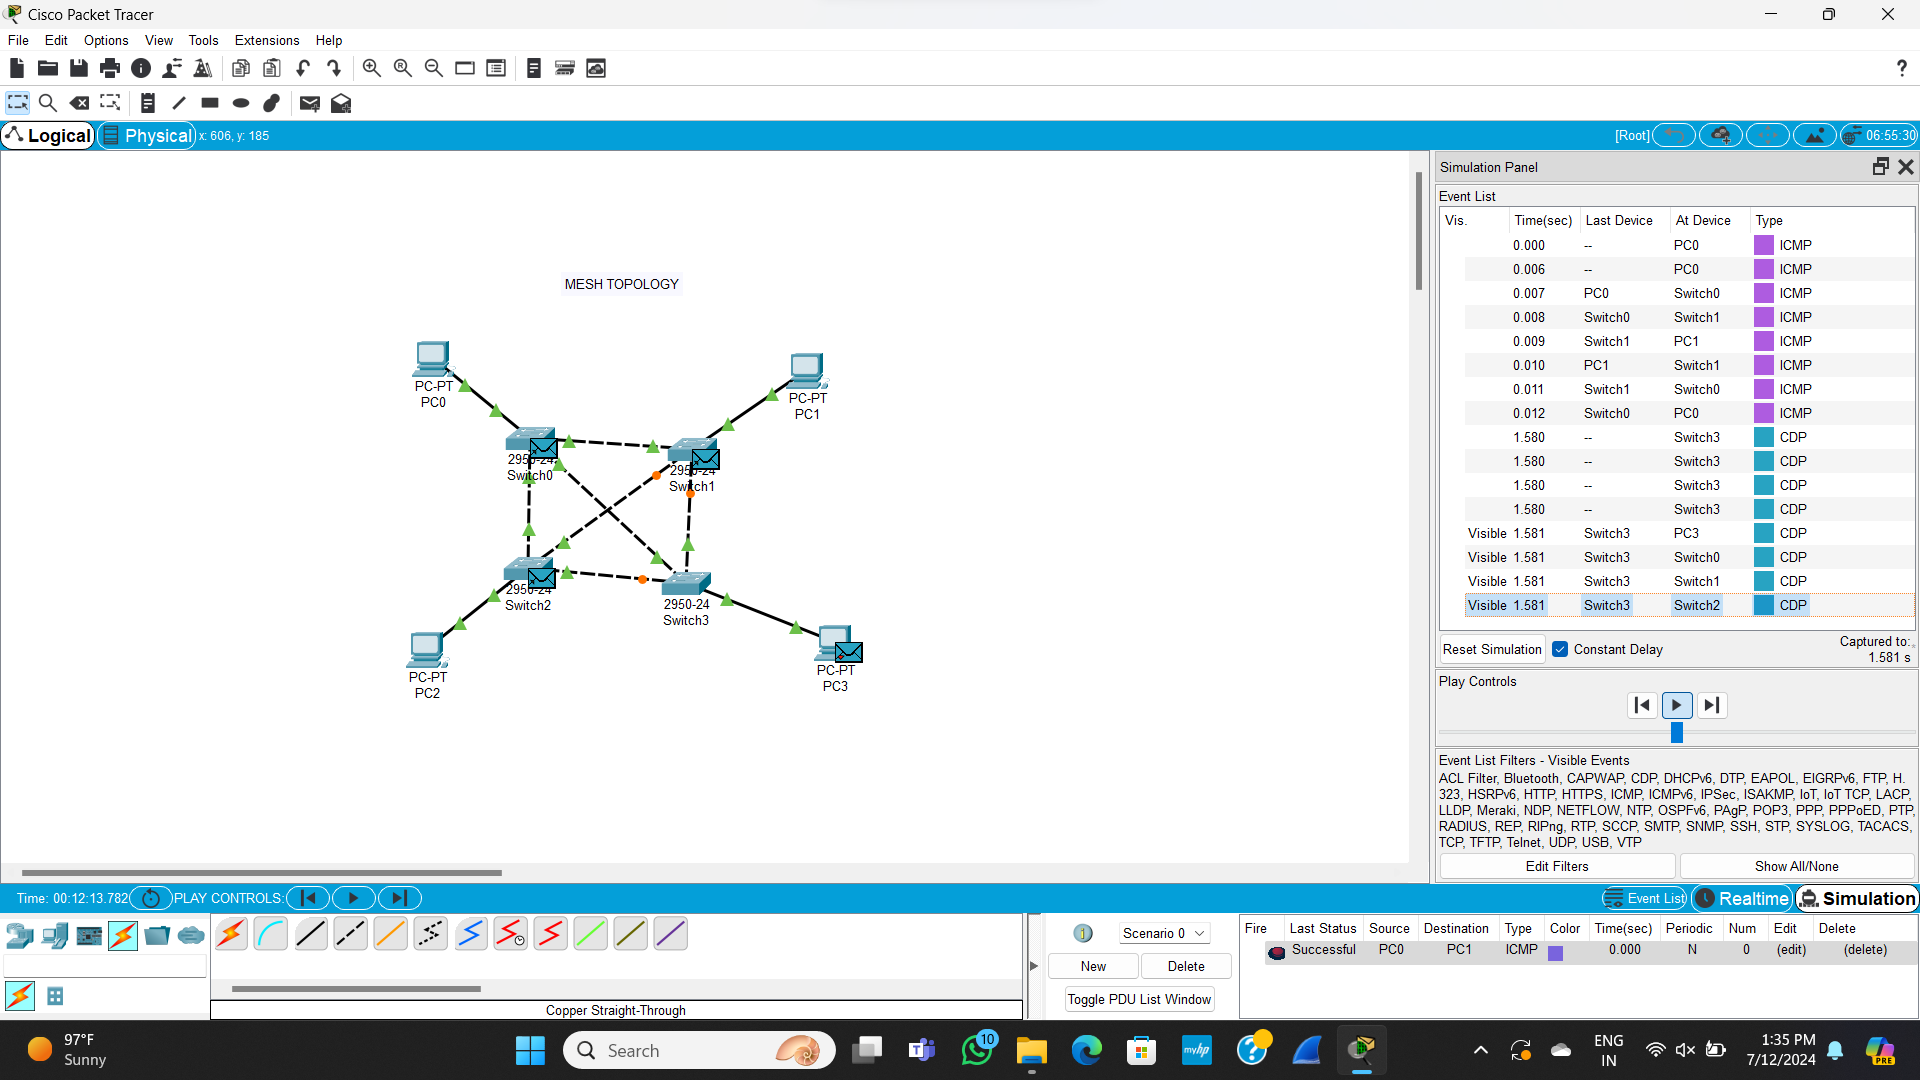 Cisco Packet Tracer
File Edit Options View Tools Extensions Help
?
Logical Physical x: 606, y: 185 [Root] 06:55:30
MESH TOPOLOGY
PC-PT
PC0
PC-PT
PC1
2950-24
Switch0
2950-24
Switch1
2950-24
Switch2
2950-24
Switch3
PC-PT
PC2
PC-PT
PC3
Simulation Panel
Event List
Vis. Time(sec) Last Device At Device Type
0.000 -- PC0 ICMP
0.006 -- PC0 ICMP
0.007 PC0 Switch0 ICMP
0.008 Switch0 Switch1 ICMP
0.009 Switch1 PC1 ICMP
0.010 PC1 Switch1 ICMP
0.011 Switch1 Switch0 ICMP
0.012 Switch0 PC0 ICMP
1.580 -- Switch3 CDP
1.580 -- Switch3 CDP
1.580 -- Switch3 CDP
1.580 -- Switch3 CDP
Visible 1.581 Switch3 PC3 CDP
Visible 1.581 Switch3 Switch0 CDP
Visible 1.581 Switch3 Switch1 CDP
Visible 1.581 Switch3 Switch2 CDP
Reset Simulation Constant Delay Captured to:
1.581 s
Play Controls
Event List Filters - Visible Events
ACL Filter, Bluetooth, CAPWAP, CDP, DHCPv6, DTP, EAPOL, EIGRPv6, FTP, H.
323, HSRPv6, HTTP, HTTPS, ICMP, ICMPv6, IPSec, ISAKMP, IoT, IoT TCP, LACP,
LLDP, Meraki, NDP, NETFLOW, NTP, OSPFv6, PAgP, POP3, PPP, PPPoED, PTP,
RADIUS, REP, RIPng, RTP, SCCP, SMTP, SNMP, SSH, STP, SYSLOG, TACACS,
TCP, TFTP, Telnet, UDP, USB, VTP
Edit Filters Show All/None
Time: 00:12:13.782 PLAY CONTROLS: Event List Realtime Simulation
Copper Straight-Through
1 Scenario 0
New Delete
Toggle PDU List Window
Fire Last Status Source Destination Type Color Time(sec) Periodic Num Edit Delete
Successful PC0 PC1 ICMP 0.000 N 0 (edit) (delete)
97°F
Sunny
Search
10
myhp
ENG
IN
1:35 PM
7/12/2024
PRE